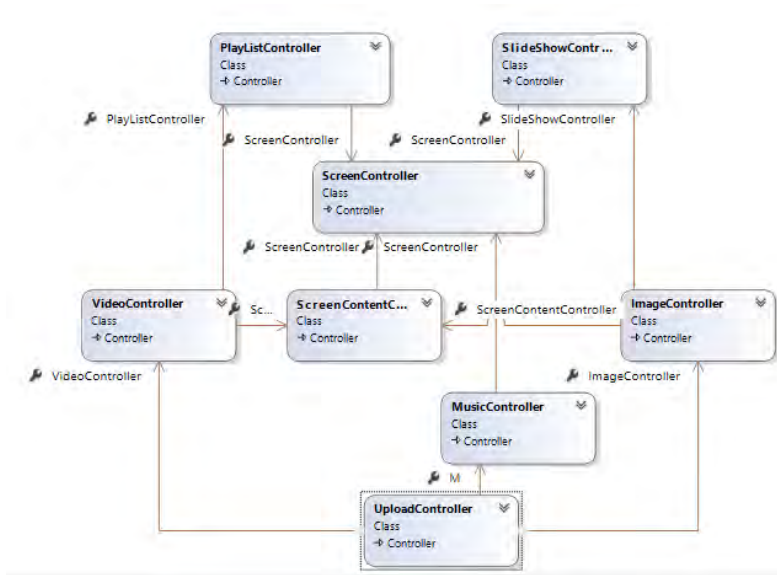 PlayListController
Class
Controller
SlideShowContr ...
Class
Controller
PlayListController
SlideShowController
ScreenController
ScreenController
ScreenController
Class
Controller
ScreenController
ScreenController
VideoController
Class
Controller
Sc...
ScreenContentC...
Class
Controller
ScreenContentController
ImageController
Class
Controller
VideoController
ImageController
MusicController
Class
Controller
M
UploadController
Class
Controller